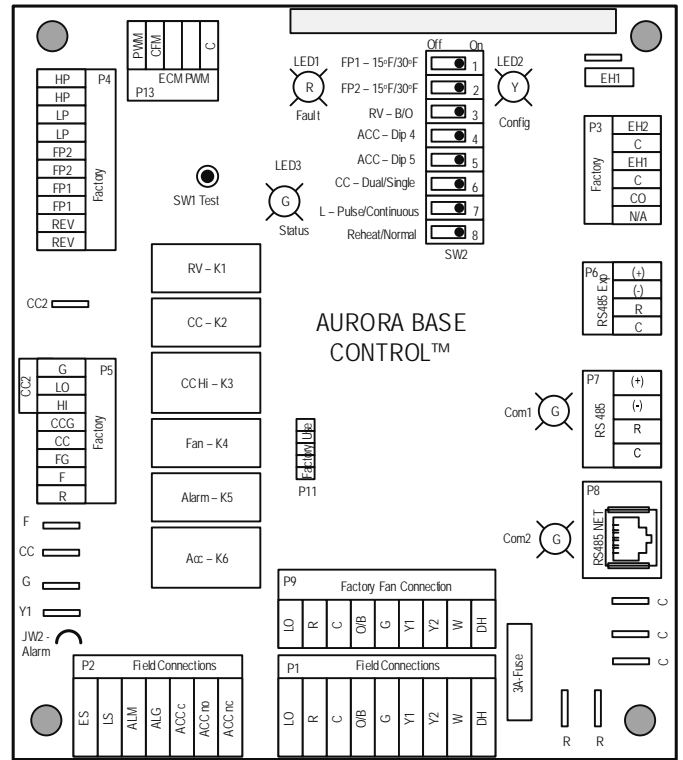 PWM
CFM
C
ECM PWM
P13
LED1
R
Fault
Off On
FP1 – 15°F/30°F 1
FP2 – 15°F/30°F 2
RV – B/O 3
ACC – Dip 4 4
ACC – Dip 5 5
CC – Dual/Single 6
L – Pulse/Continuous 7
Reheat/Normal 8
SW2
LED2
Y
Config
EH1
P4
HP
HP
LP
LP
FP2
FP2
FP1
FP1
REV
REV
Factory
SW1 Test
LED3
G
Status
P3
EH2
C
EH1
C
CO
N/A
Factory
RV – K1
CC – K2
CC Hi – K3
Fan – K4
Alarm – K5
Acc – K6
CC2
AURORA BASE
CONTROL™
P6
(+)
(-)
R
C
RS485 Exp
CC2
P5
G
LO
HI
CCG
CC
FG
F
R
Factory
Factory Use
P11
Com1
G
P7
(+)
(-)
R
C
RS 485
Com2
G
P8
RS485 NET
F
CC
G
Y1
JW2 -
Alarm
P9 Factory Fan Connection
LO R C O/B G Y1 Y2 W DH
P2 Field Connections
ES LS ALM ALG ACC c ACC no ACC nc
P1 Field Connections
LO R C O/B G Y1 Y2 W DH
3A-Fuse
C
C
C
R R